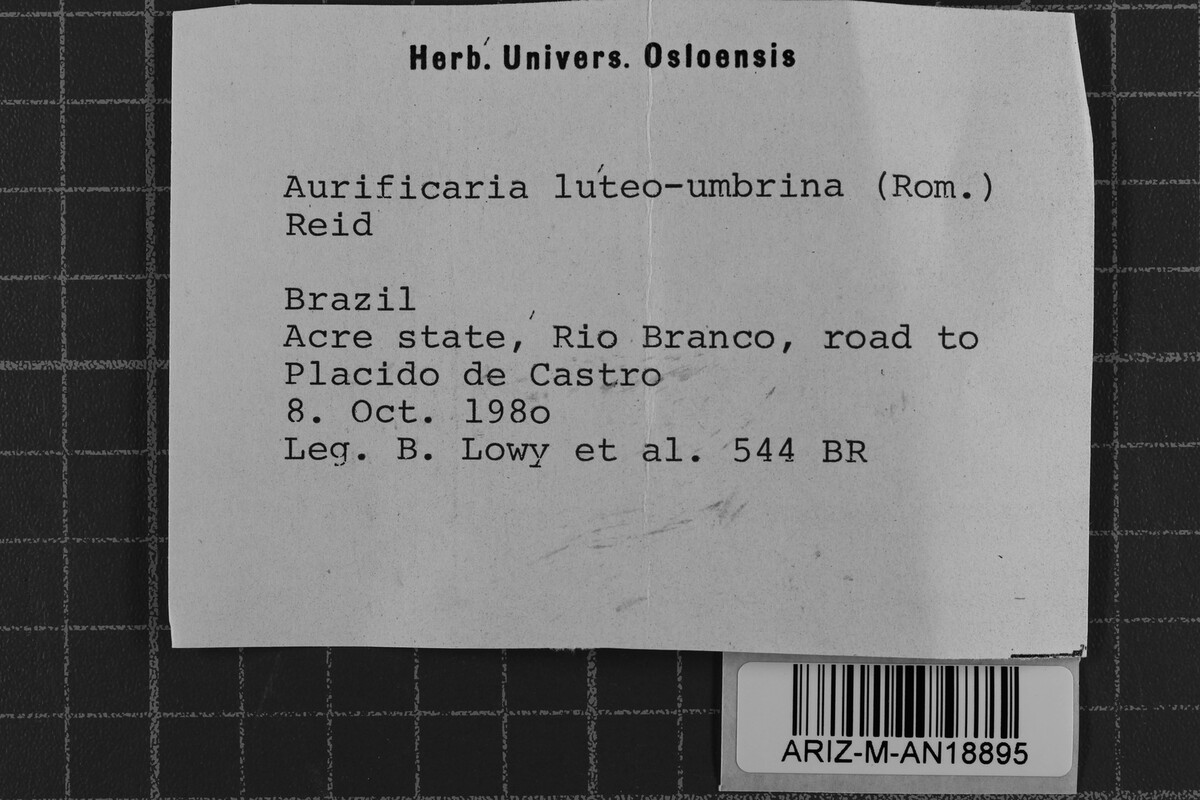 Herb. Univers. Osloensis
Aurificaria luteo-umbrina (Rom.)
Reid
Brazil
Acre state, Rio Branco, road to
Placido de Castro
8. Oct. 198o
Leg. B. Lowy et al. 544 BR
ARIZ-M-AN18895